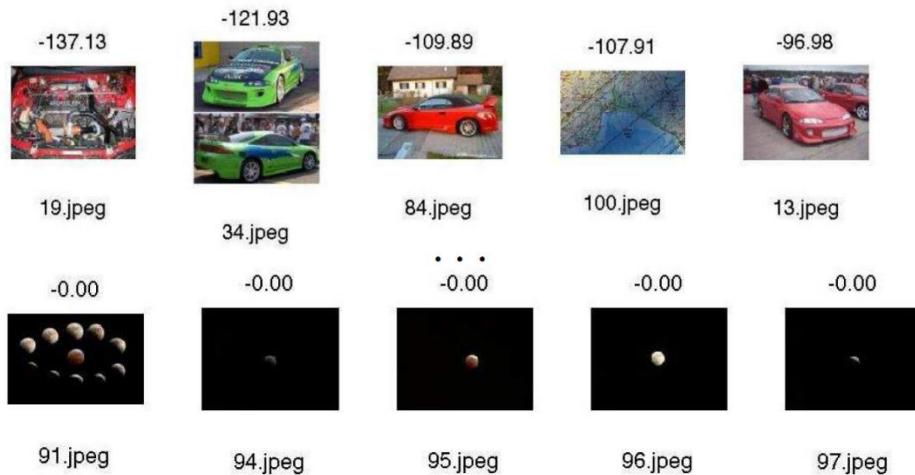 -137.13
-121.93
-109.89
-107.91
-96.98
19.jpeg
34.jpeg
84.jpeg
100.jpeg
13.jpeg
. . .
-0.00
-0.00
-0.00
-0.00
-0.00
91.jpeg
94.jpeg
95.jpeg
96.jpeg
97.jpeg